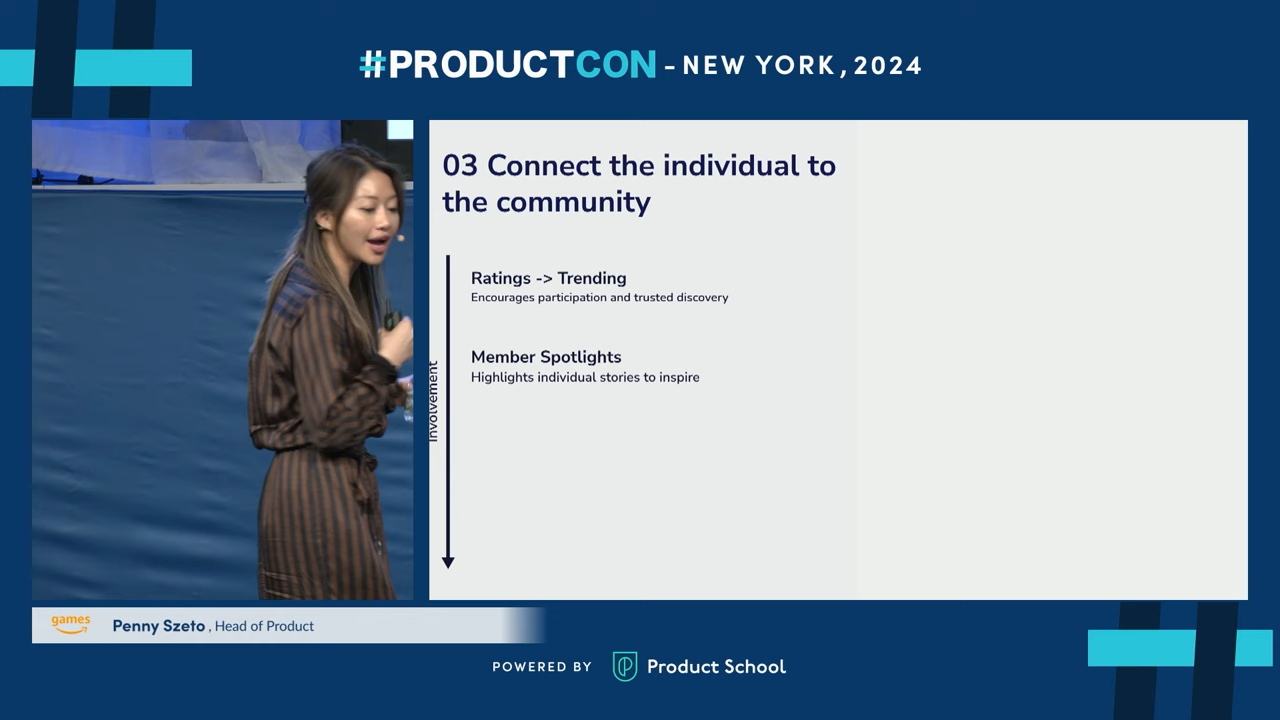 #PRODUCTCON - NEW YORK, 2024
03 Connect the individual to
the community
Ratings -> Trending
Encourages participation and trusted discovery
Member Spotlights
Highlights individual stories to inspire
Involvement
games
Penny Szeto, Head of Product
POWERED BY Product School